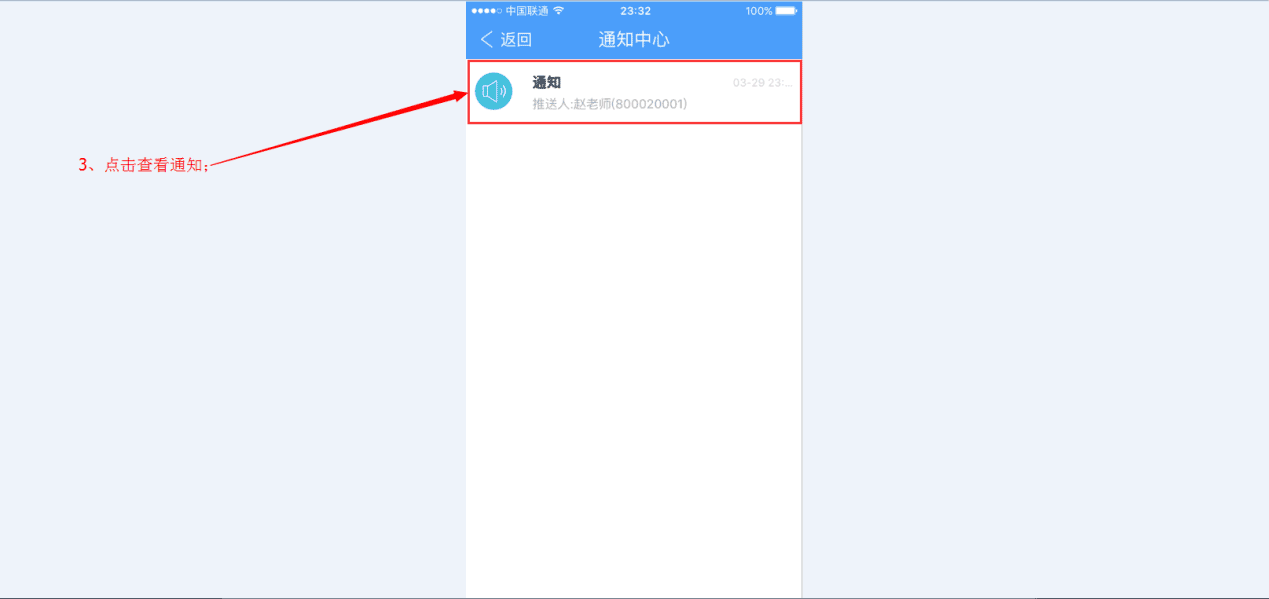 ●●●●○ 中国联通 23:32 100%
返回 通知中心
通知 03-29 23:...
推送人:赵老师(800020001)
3、点击查看通知；